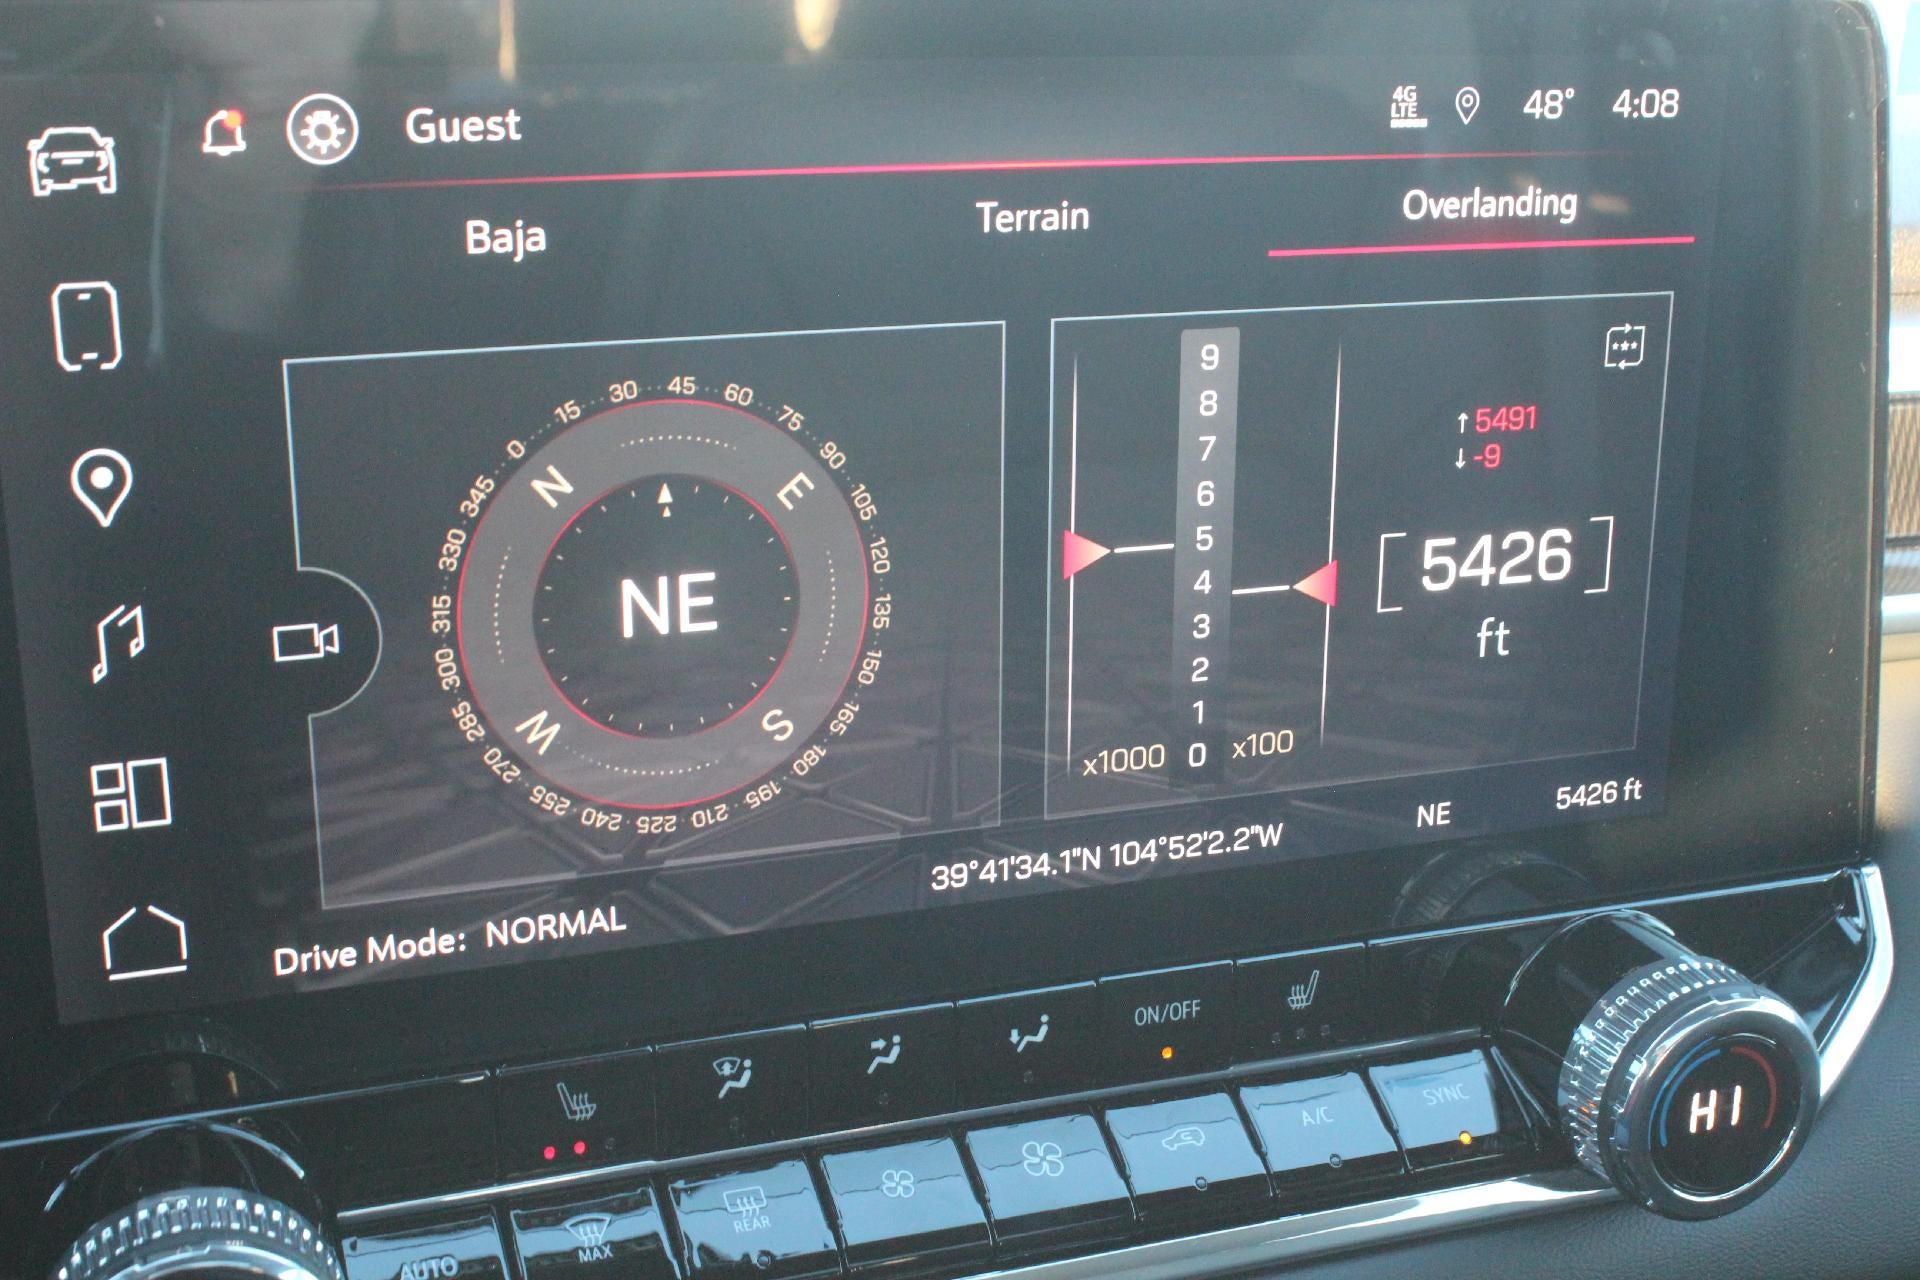 Guest
4G
LTE
48° 4:08
Baja Terrain Overlanding
0 15 30 45 60 75 90 105 120 135 150 165 180 195 210 225 240 255 270 285 300 315 330 345
N E S W
NE
9
8
7
6
5
4
3
2
1
x1000 0 x100
↑5491
↓-9
[5426]
ft
Drive Mode: NORMAL
39°41'34.1"N 104°52'2.2"W
NE
5426 ft
ON/OFF
AUTO
MAX
REAR
A/C
SYNC
HI